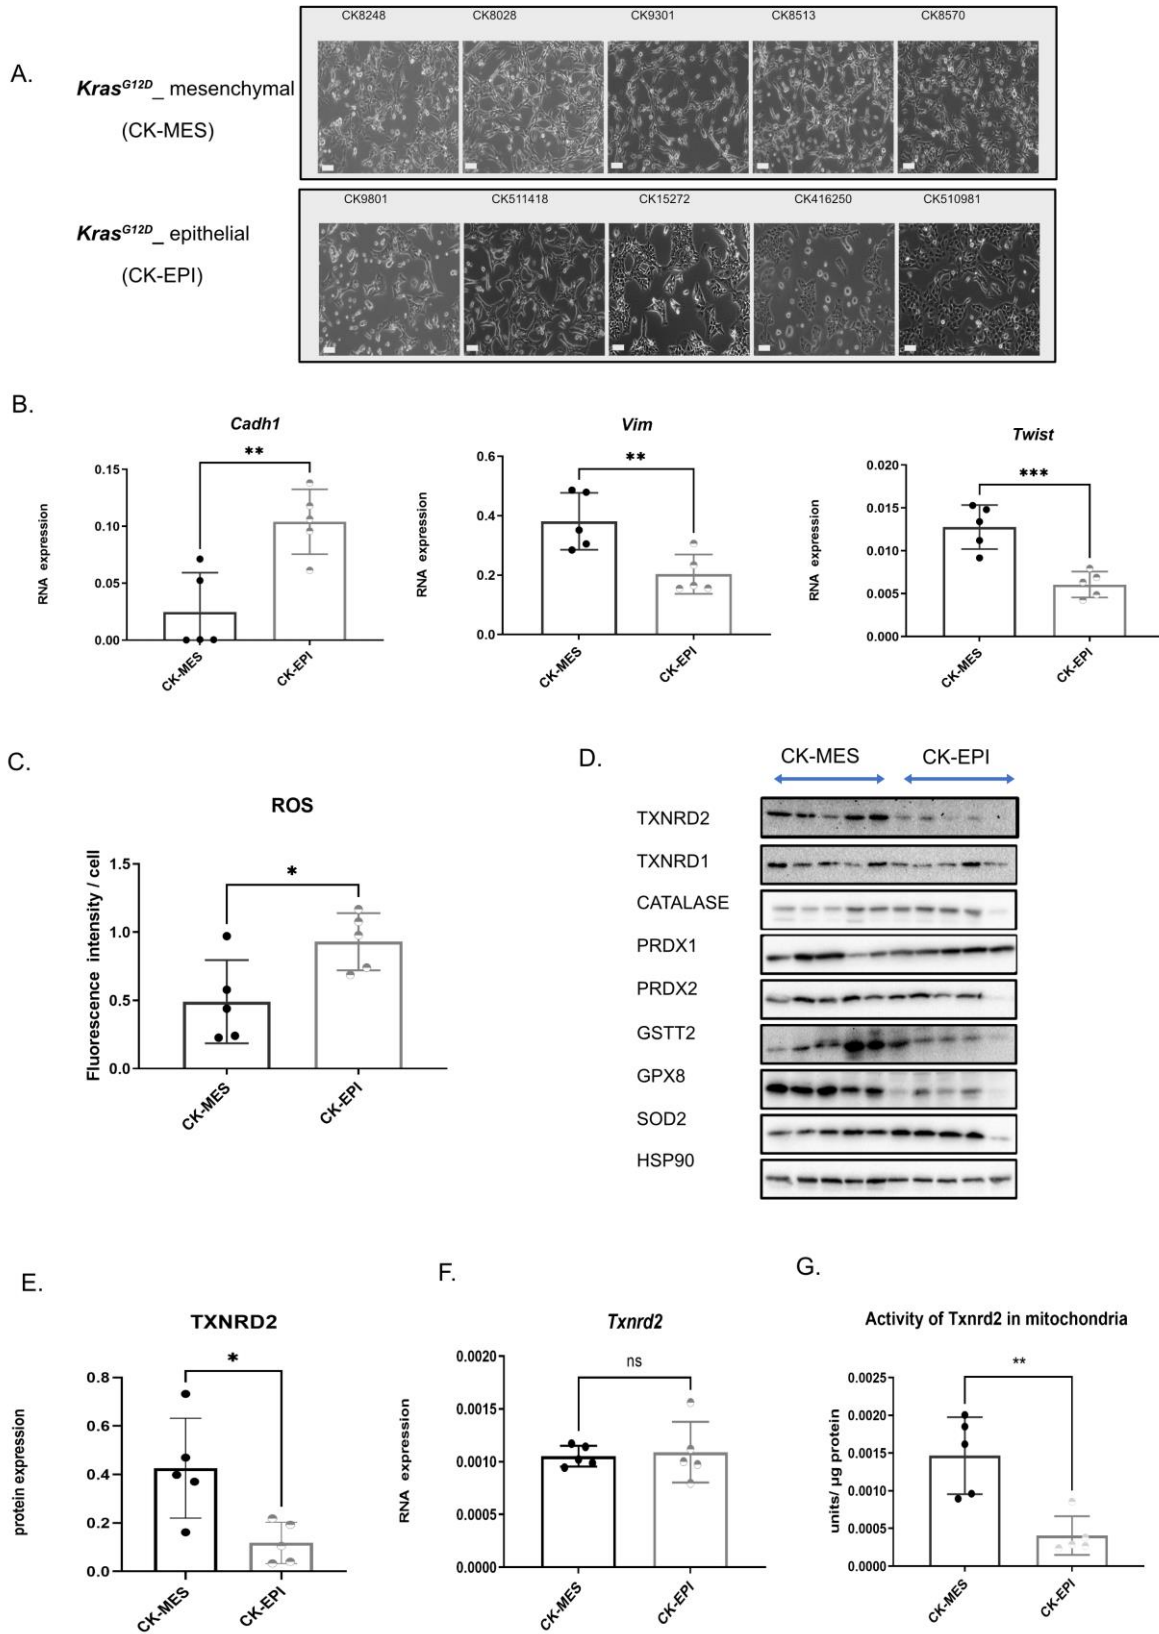 A.
CK8248 CK8028 CK9301 CK8513 CK8570
Kras^G12D_ mesenchymal
(CK-MES)
CK9801 CK511418 CK15272 CK416250 CK510981
Kras^G12D_ epithelial
(CK-EPI)
B.
Cadh1
**
0.15
0.10
0.05
0.00
RNA expression
CK-MES
CK-EPI
Vim
**
0.6
0.4
0.2
0.0
RNA expression
CK-MES
CK-EPI
Twist
***
0.020
0.015
0.010
0.005
0.000
RNA expression
CK-MES
CK-EPI
C.
ROS
*
1.5
1.0
0.5
0.0
Fluorescence intensity / cell
CK-MES
CK-EPI
D.
CK-MES CK-EPI
TXNRD2
TXNRD1
CATALASE
PRDX1
PRDX2
GSTT2
GPX8
SOD2
HSP90
E.
TXNRD2
*
0.8
0.6
0.4
0.2
0.0
protein expression
CK-MES
CK-EPI
F.
Txnrd2
ns
0.0020
0.0015
0.0010
0.0005
0.0000
RNA expression
CK-MES
CK-EPI
G.
Activity of Txnrd2 in mitochondria
**
0.0025
0.0020
0.0015
0.0010
0.0005
0.0000
units/ µg protein
CK-MES
CK-EPI